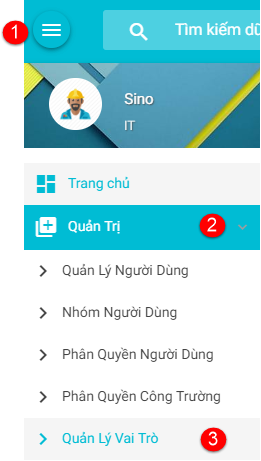 1
Tìm kiếm dữ
Sino
IT
Trang chủ
Quản Trị 2
Quản Lý Người Dùng
Nhóm Người Dùng
Phân Quyền Người Dùng
Phân Quyền Công Trường
Quản Lý Vai Trò 3